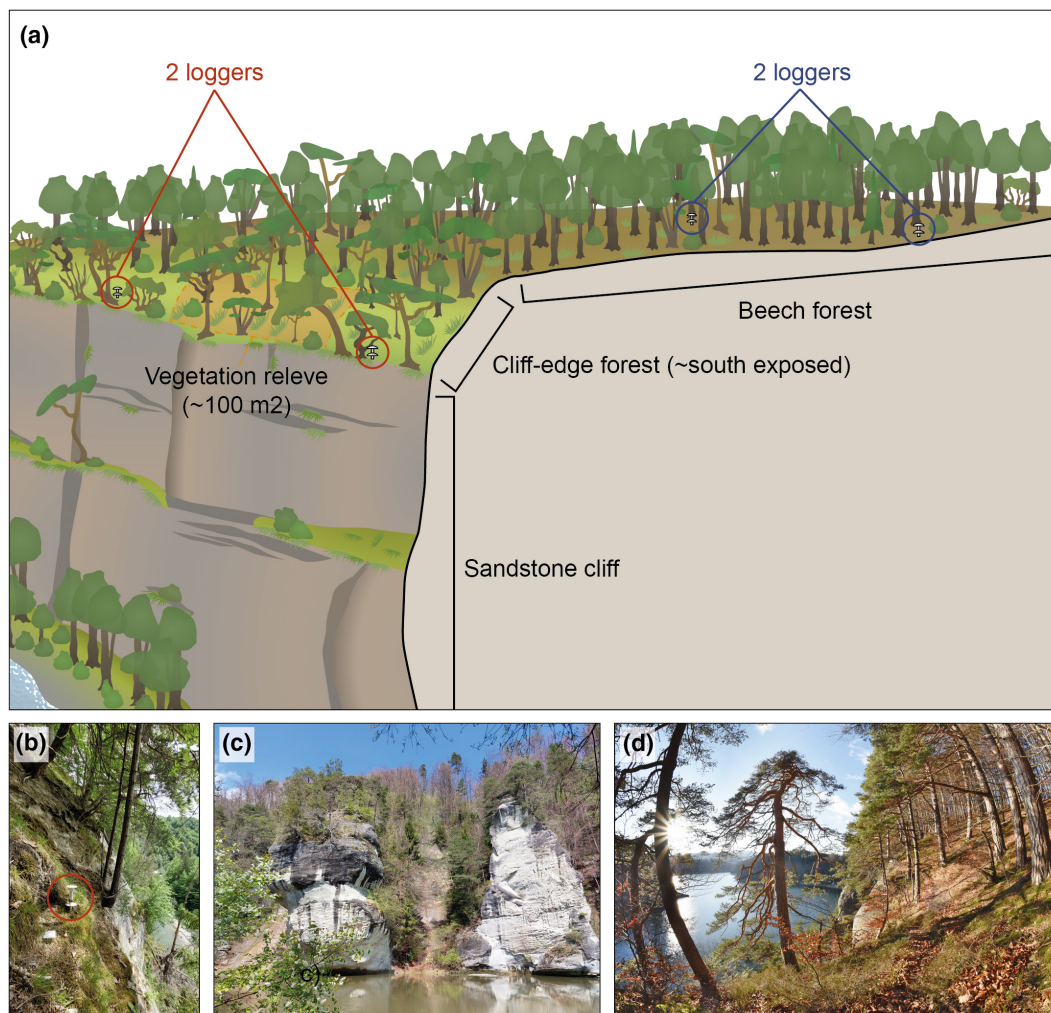 (a)
2 loggers
2 loggers
Beech forest
Cliff-edge forest (~south exposed)
Vegetation releve
(~100 m2)
Sandstone cliff
(b)
(c)
(d)
c)